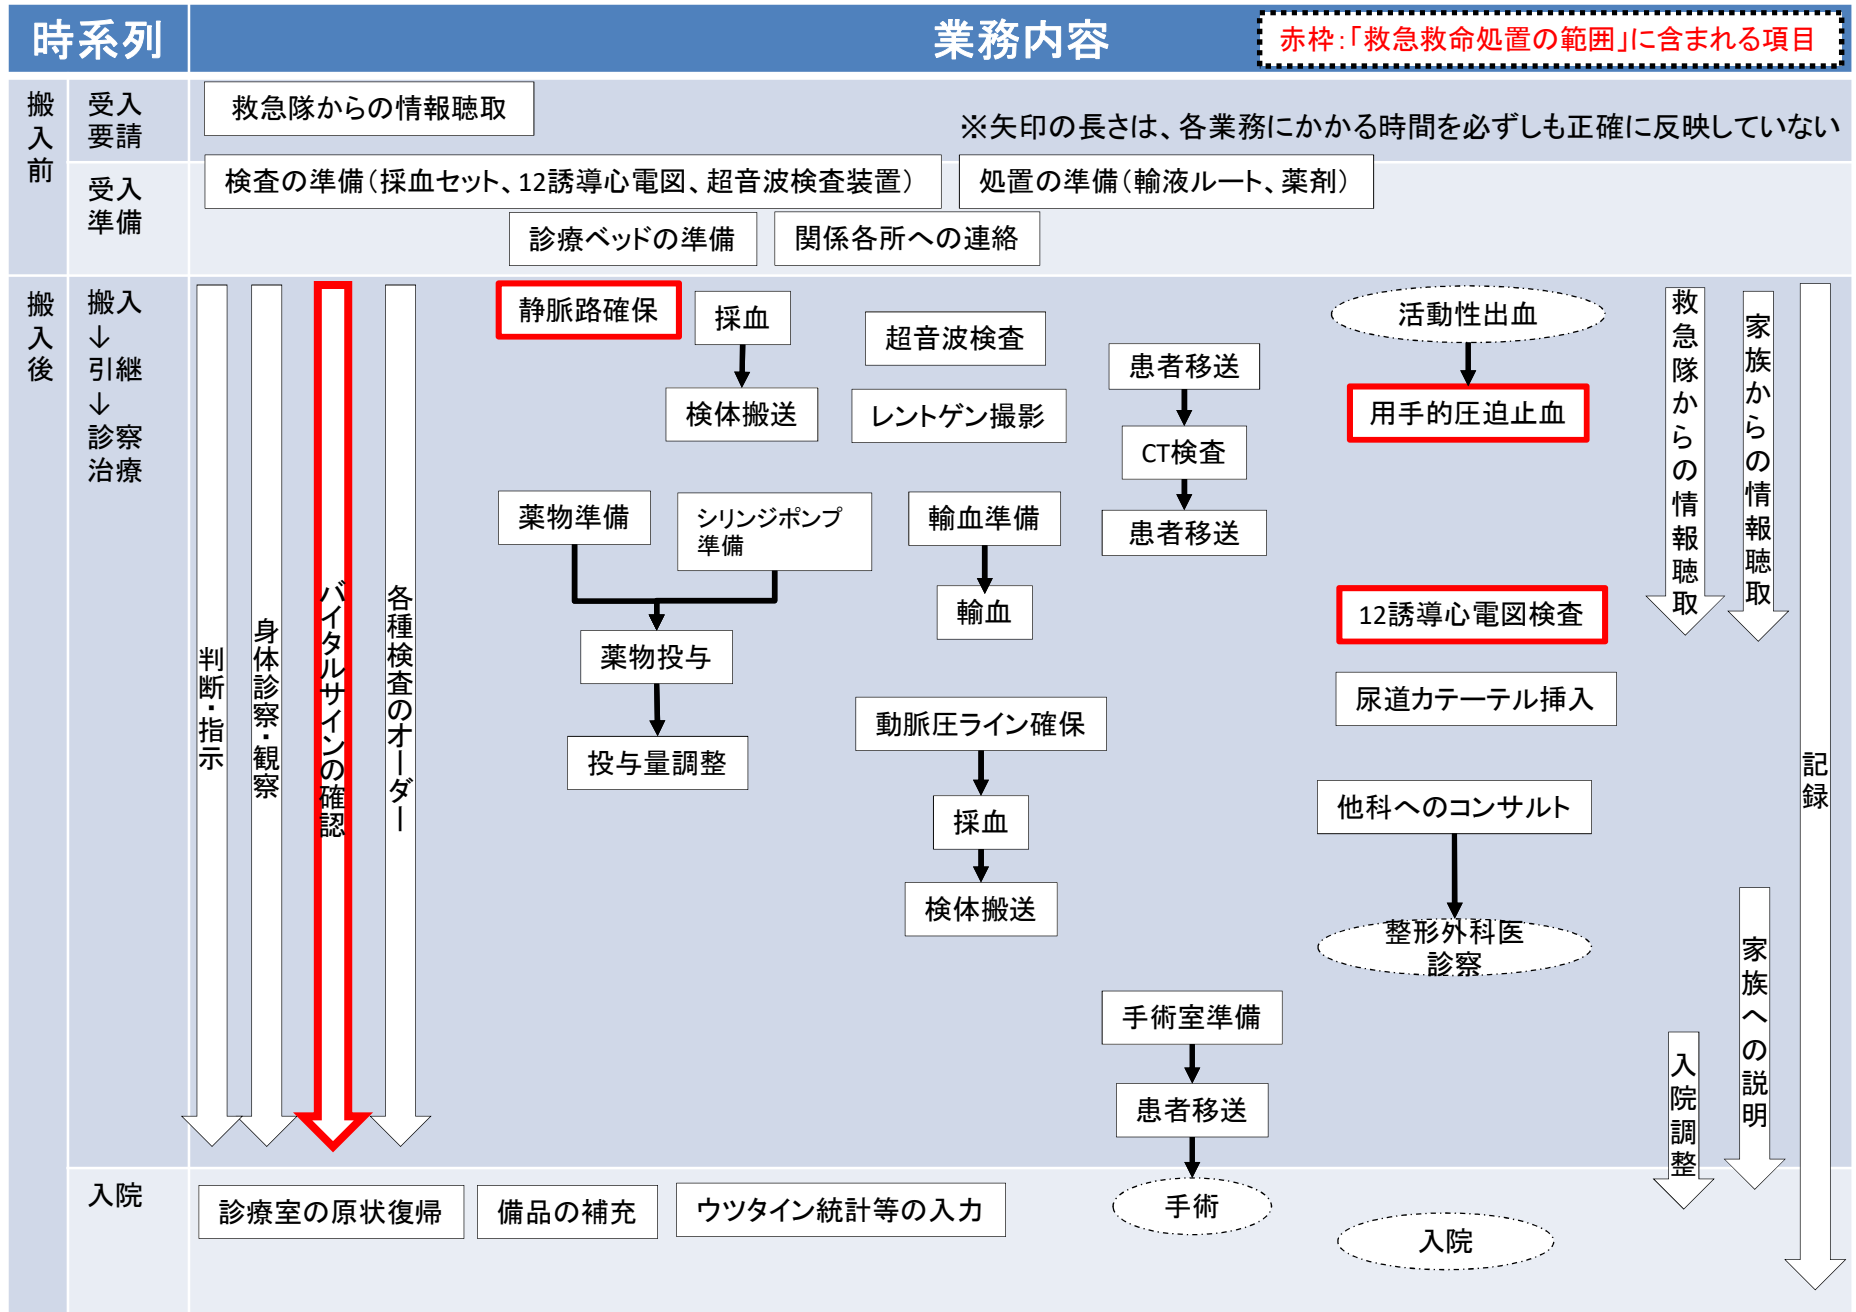 時系列
業務内容
赤枠：「救急救命処置の範囲」に含まれる項目
搬入前
受入
要請
救急隊からの情報聴取
※矢印の長さは、各業務にかかる時間を必ずしも正確に反映していない
受入
準備
検査の準備（採血セット、12誘導心電図、超音波検査装置）
処置の準備（輸液ルート、薬剤）
診療ベッドの準備
関係各所への連絡
搬入後
搬入
↓
引継
↓
診察
治療
判断・指示
身体診察・観察
バイタルサインの確認
各種検査のオーダー
静脈路確保
採血
検体搬送
超音波検査
レントゲン撮影
患者移送
CT検査
患者移送
活動性出血
用手的圧迫止血
薬物準備
シリンジポンプ
準備
薬物投与
投与量調整
輸血準備
輸血
12誘導心電図検査
尿道カテーテル挿入
動脈圧ライン確保
採血
検体搬送
他科へのコンサルト
整形外科医
診察
手術室準備
患者移送
手術
救急隊からの情報聴取
家族からの情報聴取
記録
家族への説明
入院調整
入院
診療室の原状復帰
備品の補充
ウツタイン統計等の入力
入院